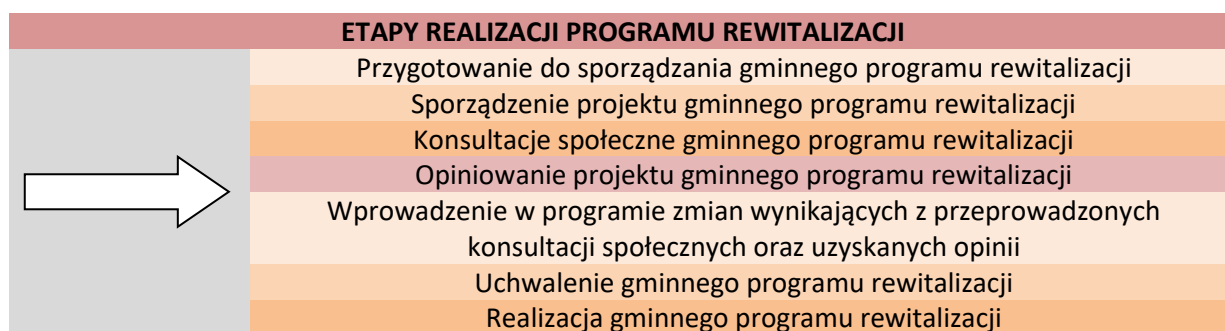 ETAPY REALIZACJI PROGRAMU REWITALIZACJI
Przygotowanie do sporządzania gminnego programu rewitalizacji
Sporządzenie projektu gminnego programu rewitalizacji
Konsultacje społeczne gminnego programu rewitalizacji
Opiniowanie projektu gminnego programu rewitalizacji
Wprowadzenie w programie zmian wynikających z przeprowadzonych
konsultacji społecznych oraz uzyskanych opinii
Uchwalenie gminnego programu rewitalizacji
Realizacja gminnego programu rewitalizacji